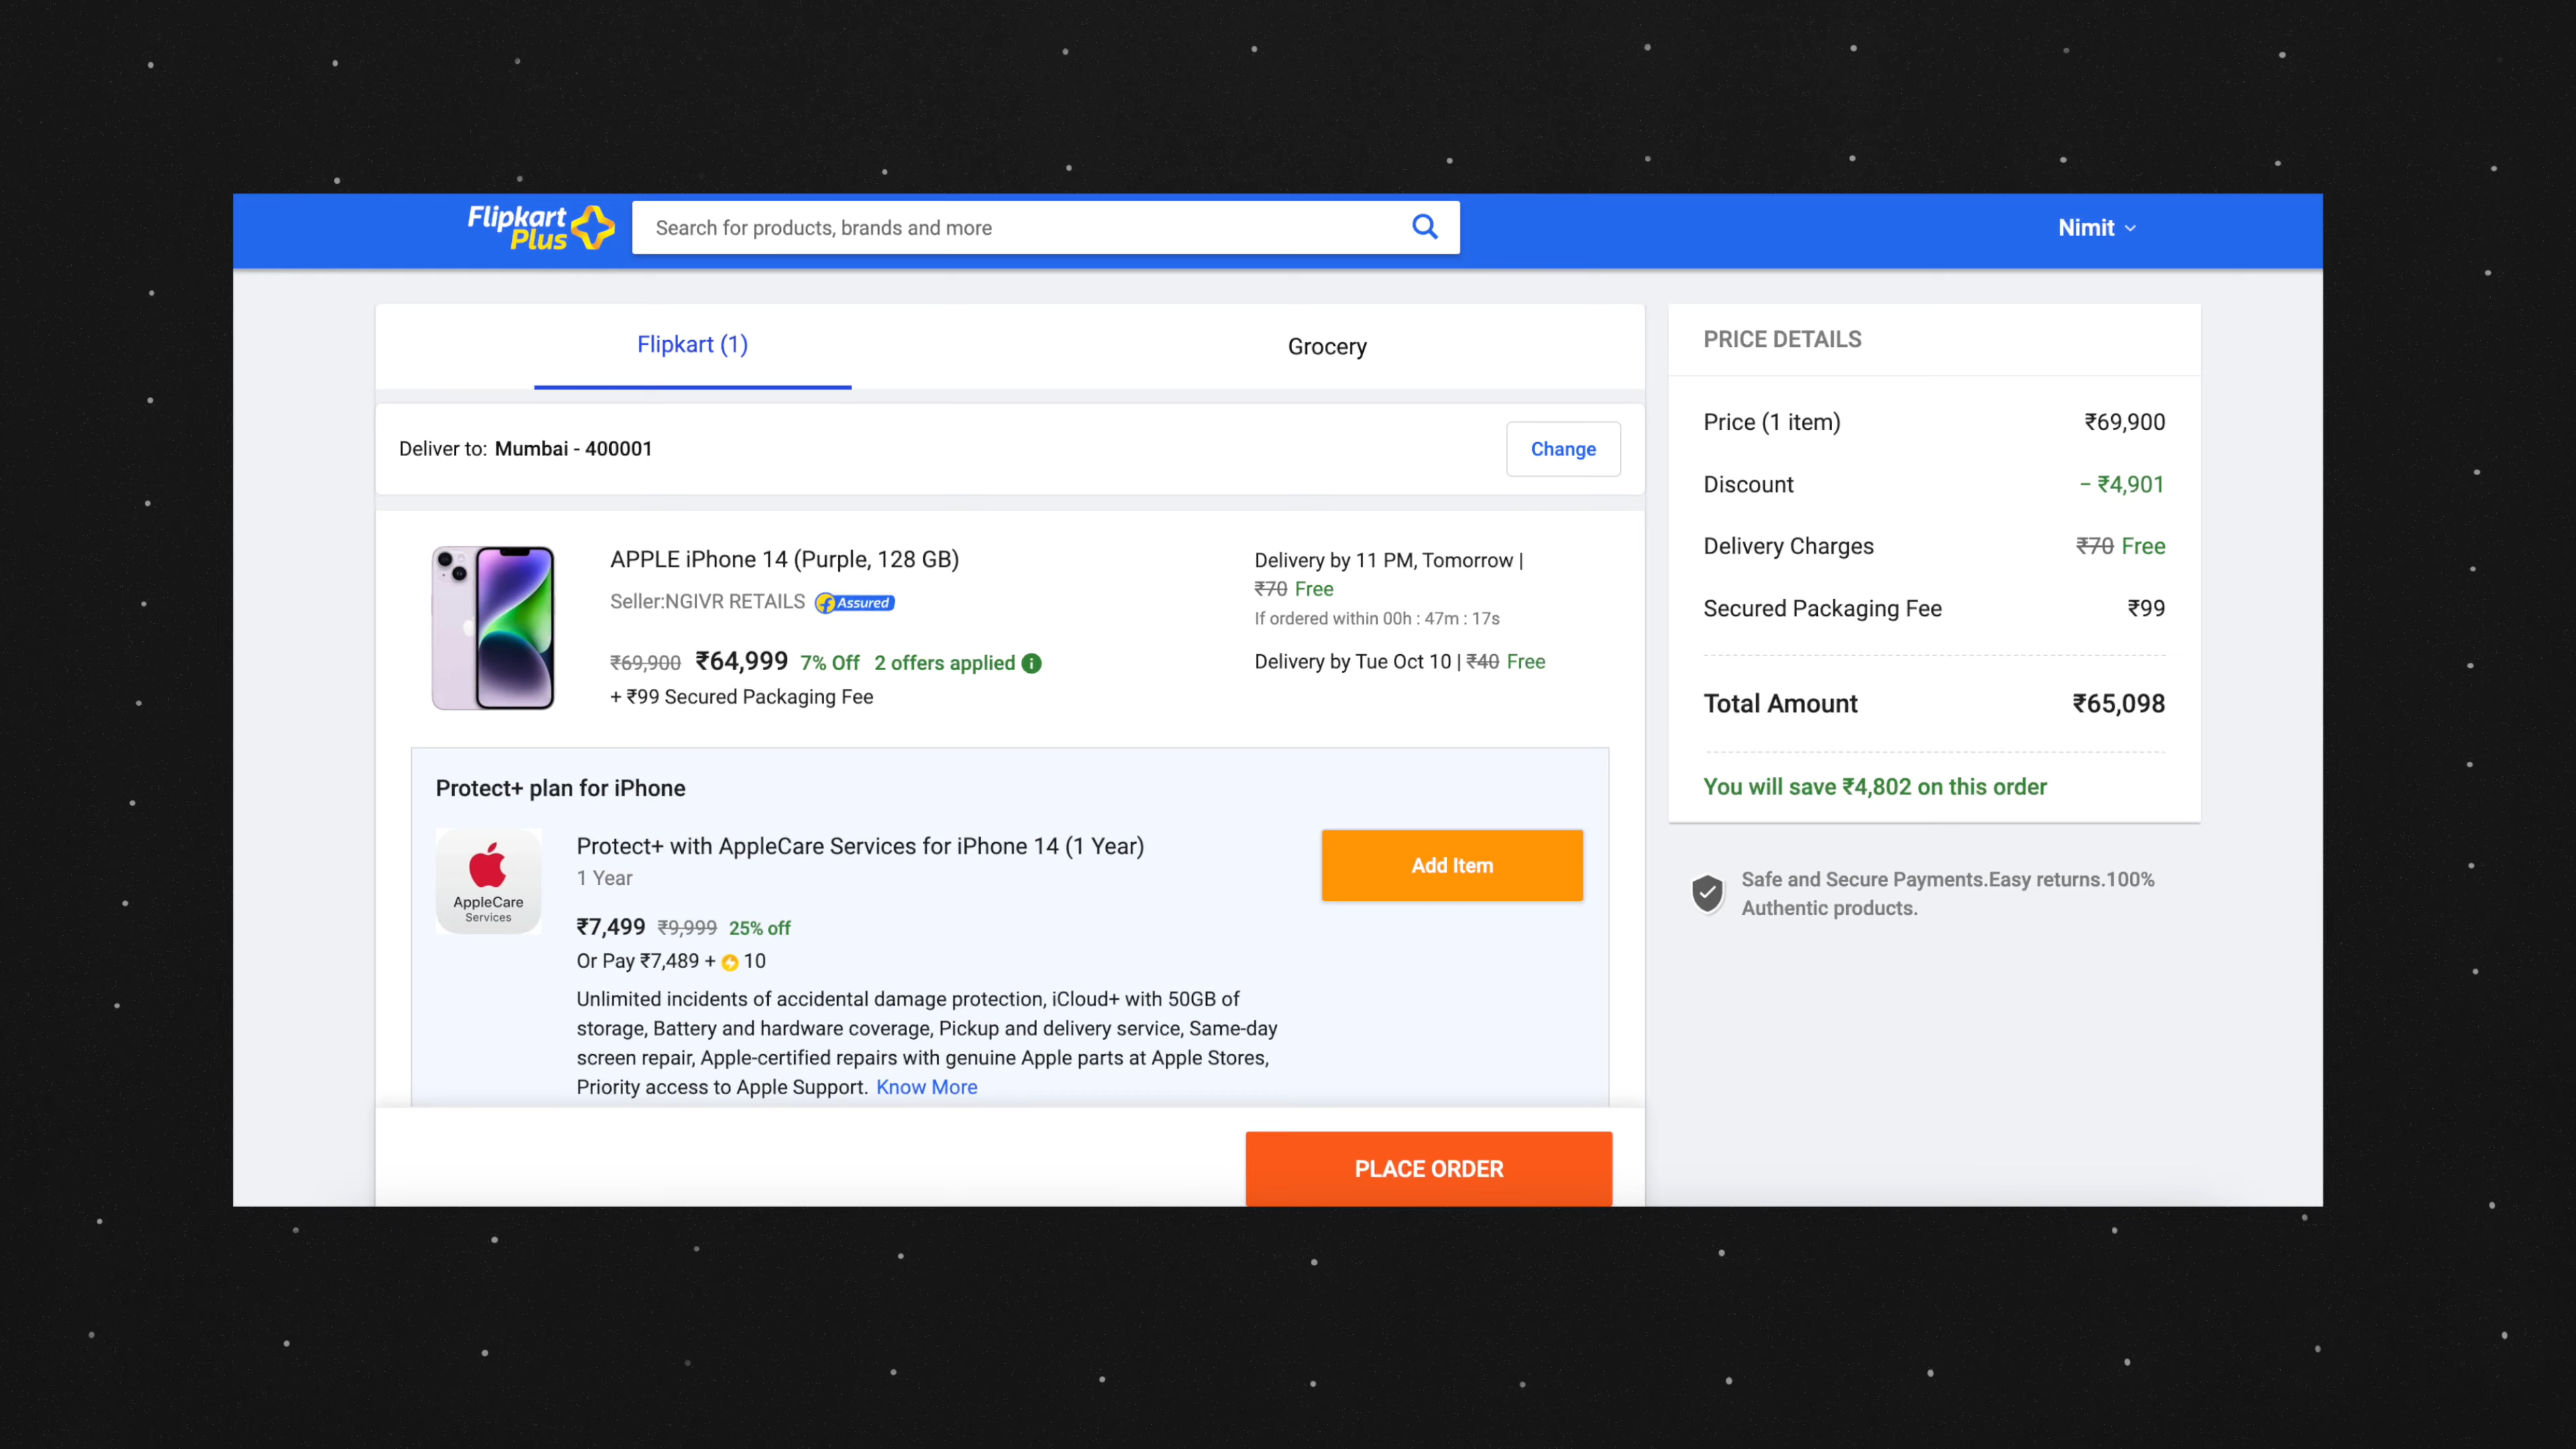 Flipkart
Plus
Search for products, brands and more
Nimit
Flipkart (1)
Grocery
Deliver to: Mumbai - 400001
Change
APPLE iPhone 14 (Purple, 128 GB)
Seller:NGIVR RETAILS Assured
₹69,900 ₹64,999 7% Off 2 offers applied i
+ ₹99 Secured Packaging Fee
Delivery by 11 PM, Tomorrow |
₹70 Free
If ordered within 00h : 47m : 17s
Delivery by Tue Oct 10 | ₹40 Free
Protect+ plan for iPhone
AppleCare
Services
Protect+ with AppleCare Services for iPhone 14 (1 Year)
1 Year
₹7,499 ₹9,999 25% off
Or Pay ₹7,489 + 10
Unlimited incidents of accidental damage protection, iCloud+ with 50GB of
storage, Battery and hardware coverage, Pickup and delivery service, Same-day
screen repair, Apple-certified repairs with genuine Apple parts at Apple Stores,
Priority access to Apple Support. Know More
Add Item
PLACE ORDER
PRICE DETAILS
Price (1 item) ₹69,900
Discount − ₹4,901
Delivery Charges ₹70 Free
Secured Packaging Fee ₹99
Total Amount ₹65,098
You will save ₹4,802 on this order
Safe and Secure Payments.Easy returns.100%
Authentic products.